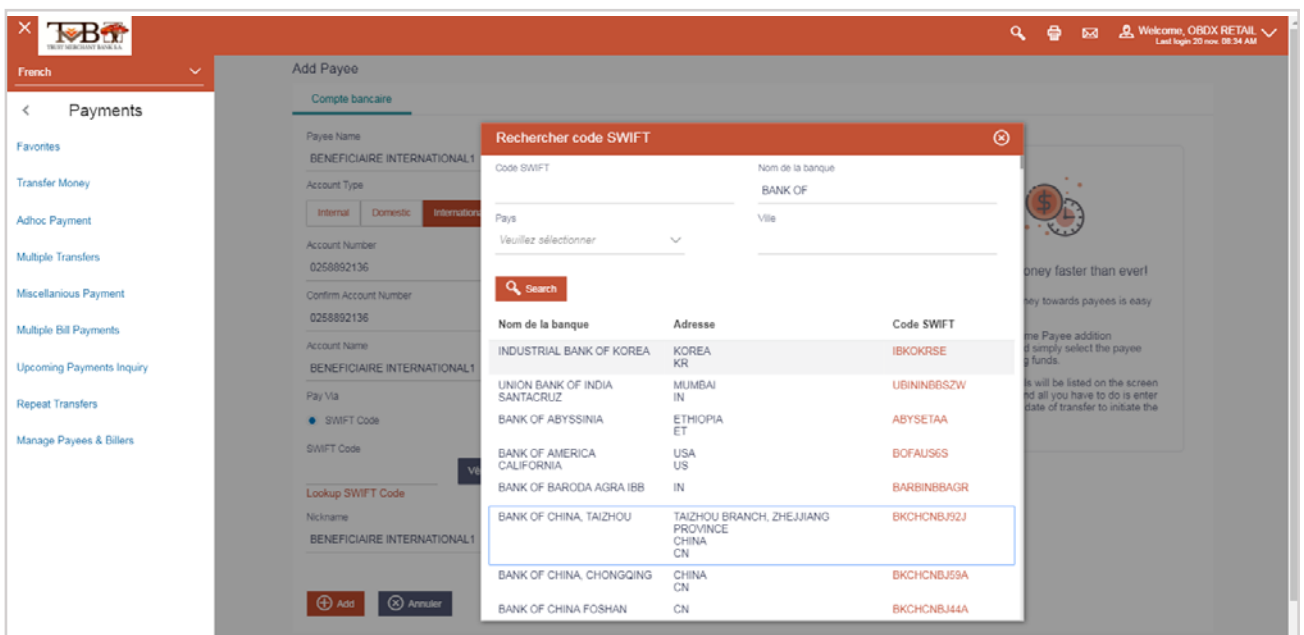 TMB
TRUST MERCHANT BANK S.A.
Welcome, OBDX RETAIL
Last login 20 nov. 08:34 AM
French
Payments
Favorites
Transfer Money
Adhoc Payment
Multiple Transfers
Miscellanious Payment
Multiple Bill Payments
Upcoming Payments Inquiry
Repeat Transfers
Manage Payees & Billers
Add Payee
Compte bancaire
Payee Name
BENEFICIAIRE INTERNATIONAL1
Account Type
Internal Domestic Internationa
Account Number
0258892136
Confirm Account Number
0258892136
Account Name
BENEFICIAIRE INTERNATIONAL1
Pay Via
SWIFT Code
SWIFT Code
Vé
Lookup SWIFT Code
Nickname
BENEFICIAIRE INTERNATIONAL1
Add Annuler
Rechercher code SWIFT
Code SWIFT Nom de la banque
BANK OF
Pays Ville
Veuillez sélectionner
Search
Nom de la banque Adresse Code SWIFT
INDUSTRIAL BANK OF KOREA KOREA IBKOKRSE
KR
UNION BANK OF INDIA MUMBAI UBININBBSZW
SANTACRUZ IN
BANK OF ABYSSINIA ETHIOPIA ABYSETAA
ET
BANK OF AMERICA USA BOFAUS6S
CALIFORNIA US
BANK OF BARODA AGRA IBB IN BARBINBBAGR
BANK OF CHINA, TAIZHOU TAIZHOU BRANCH, ZHEJJIANG BKCHCNBJ92J
PROVINCE
CHINA
CN
BANK OF CHINA, CHONGQING CHINA BKCHCNBJ59A
CN
BANK OF CHINA FOSHAN CN BKCHCNBJ44A
oney faster than ever!
ney towards payees is easy
me Payee addition
d simply select the payee
g funds.
ls will be listed on the screen
nd all you have to do is enter
date of transfer to initiate the